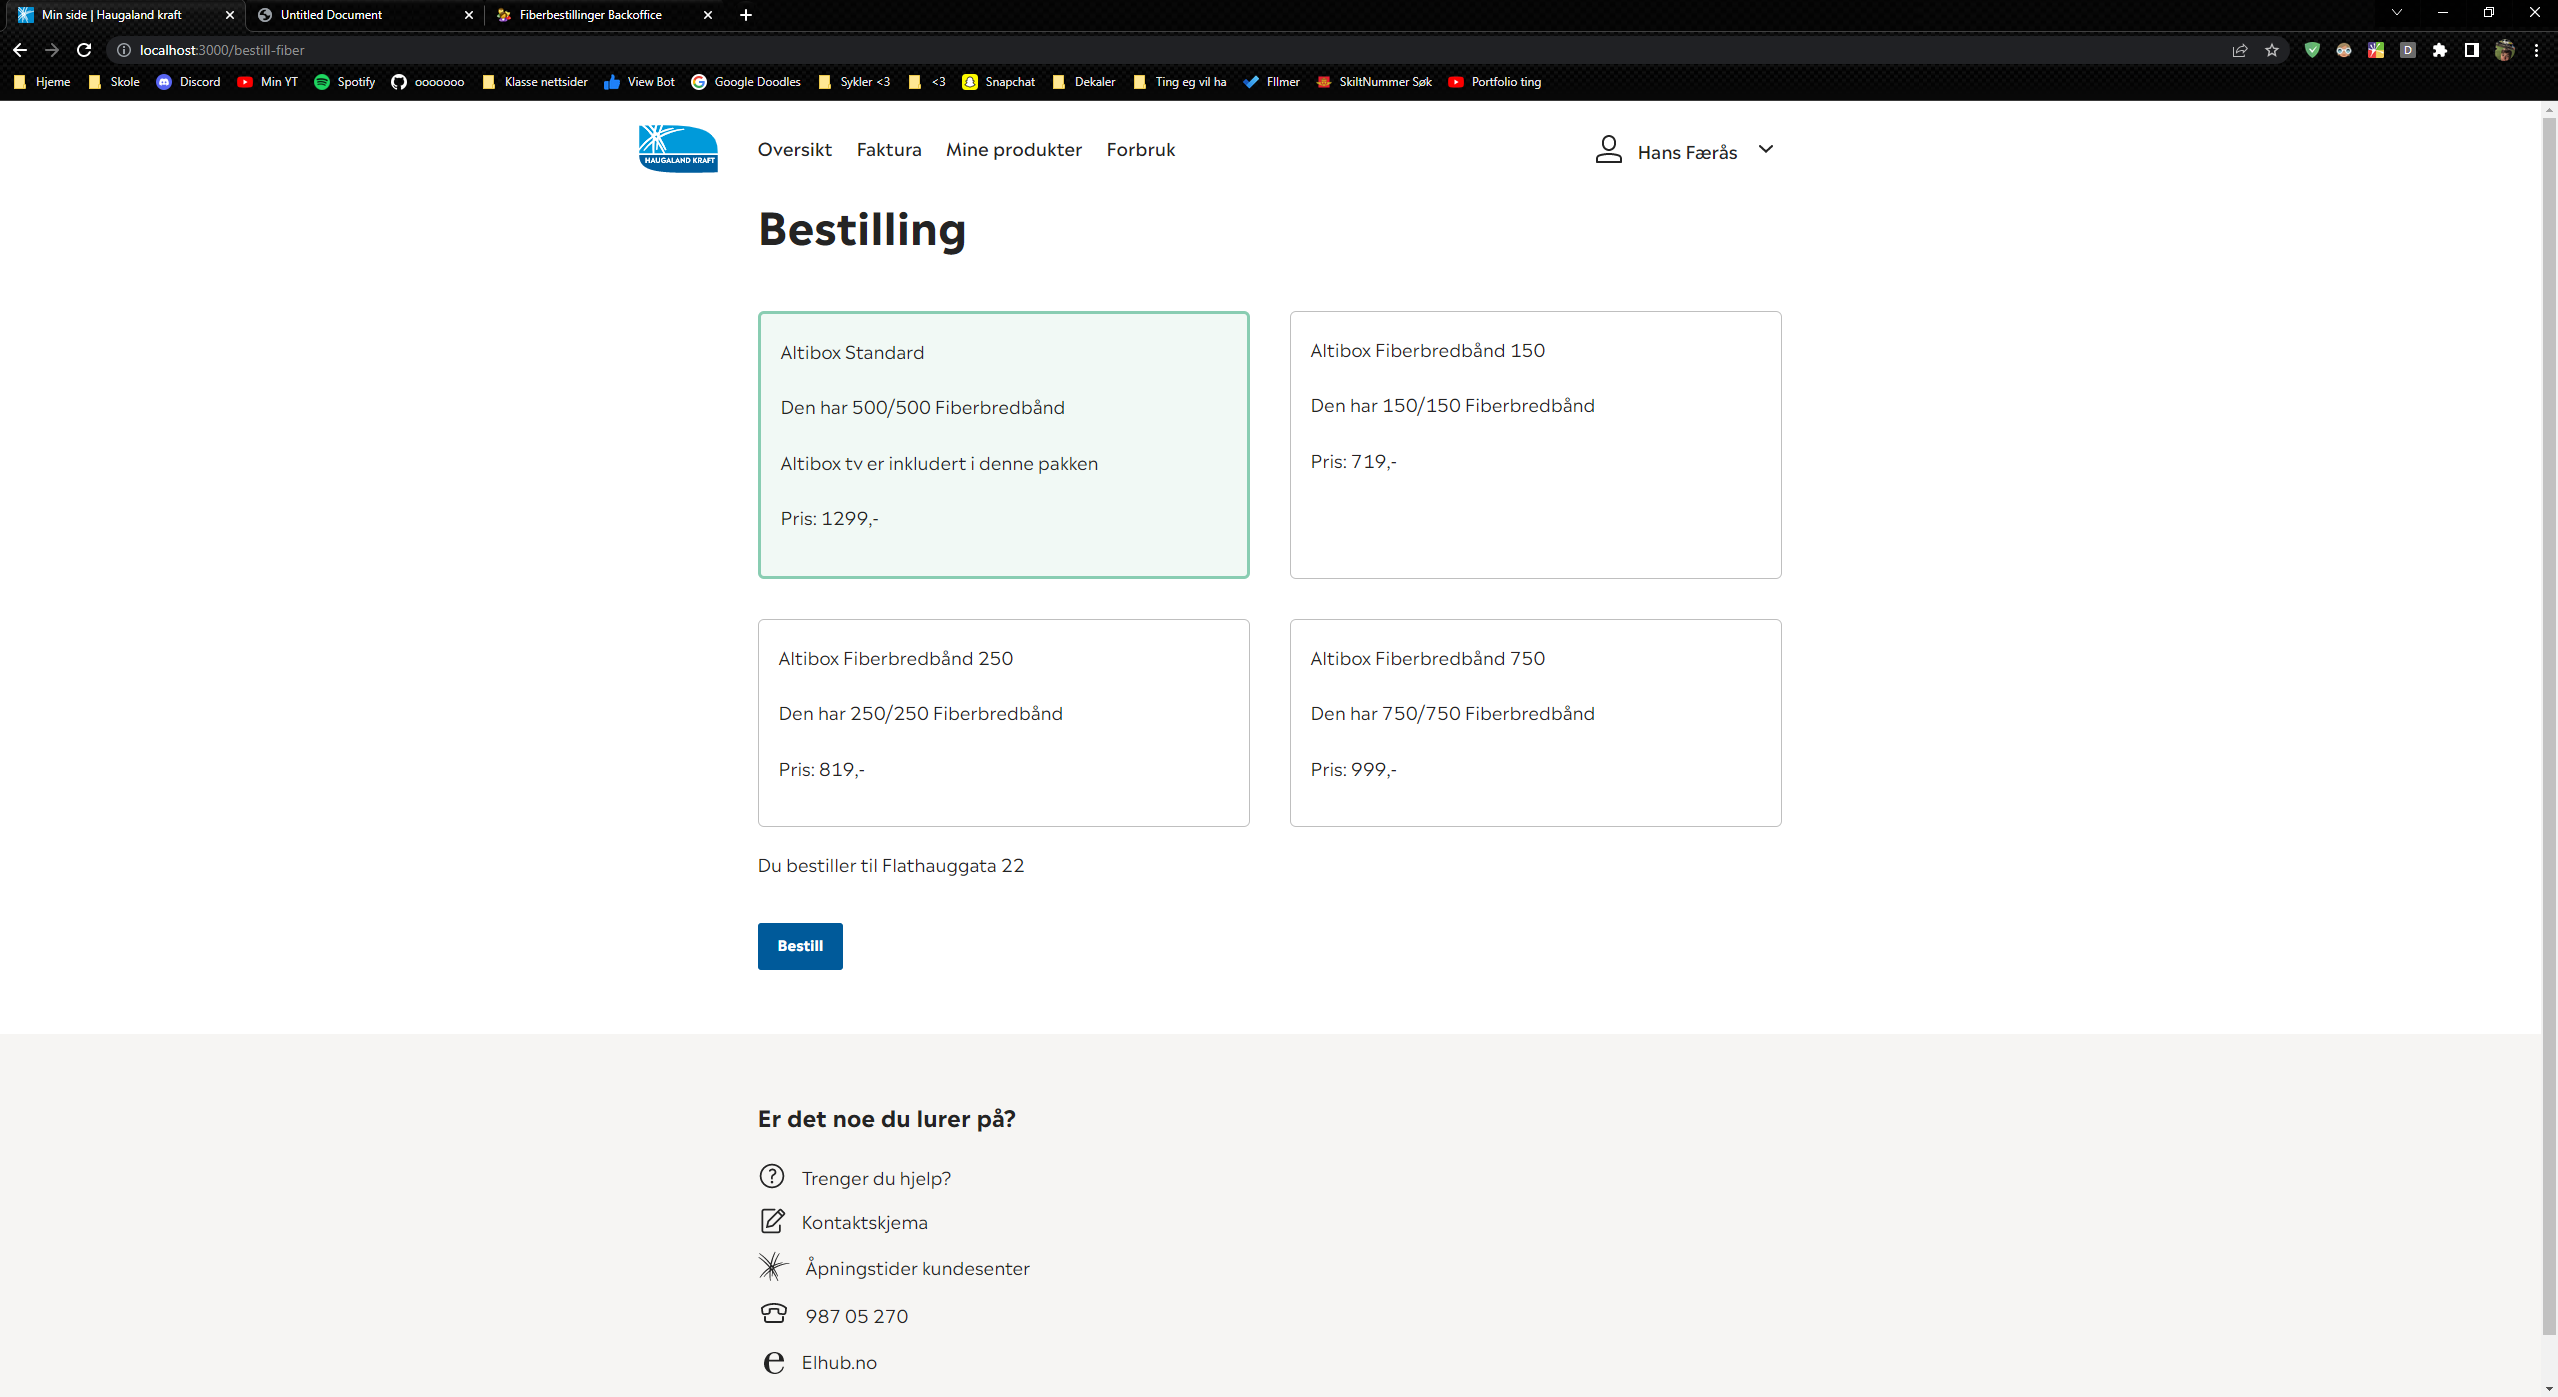 Min side | Haugaland kraft
Untitled Document
Fiberbestillinger Backoffice
localhost:3000/bestill-fiber
D
Hjeme
Skole
Discord
Min YT
Spotify
ooooooo
Klasse nettsider
View Bot
Google Doodles
Sykler <3
<3
Snapchat
Dekaler
Ting eg vil ha
FIlmer
SkiltNummer Søk
Portfolio ting
HAUGALAND KRAFT
Oversikt
Faktura
Mine produkter
Forbruk
Hans Færås
Bestilling
Altibox Standard
Den har 500/500 Fiberbredbånd
Altibox tv er inkludert i denne pakken
Pris: 1299,-
Altibox Fiberbredbånd 150
Den har 150/150 Fiberbredbånd
Pris: 719,-
Altibox Fiberbredbånd 250
Den har 250/250 Fiberbredbånd
Pris: 819,-
Altibox Fiberbredbånd 750
Den har 750/750 Fiberbredbånd
Pris: 999,-
Du bestiller til Flathauggata 22
Bestill
Er det noe du lurer på?
Trenger du hjelp?
Kontaktskjema
Åpningstider kundesenter
987 05 270
Elhub.no